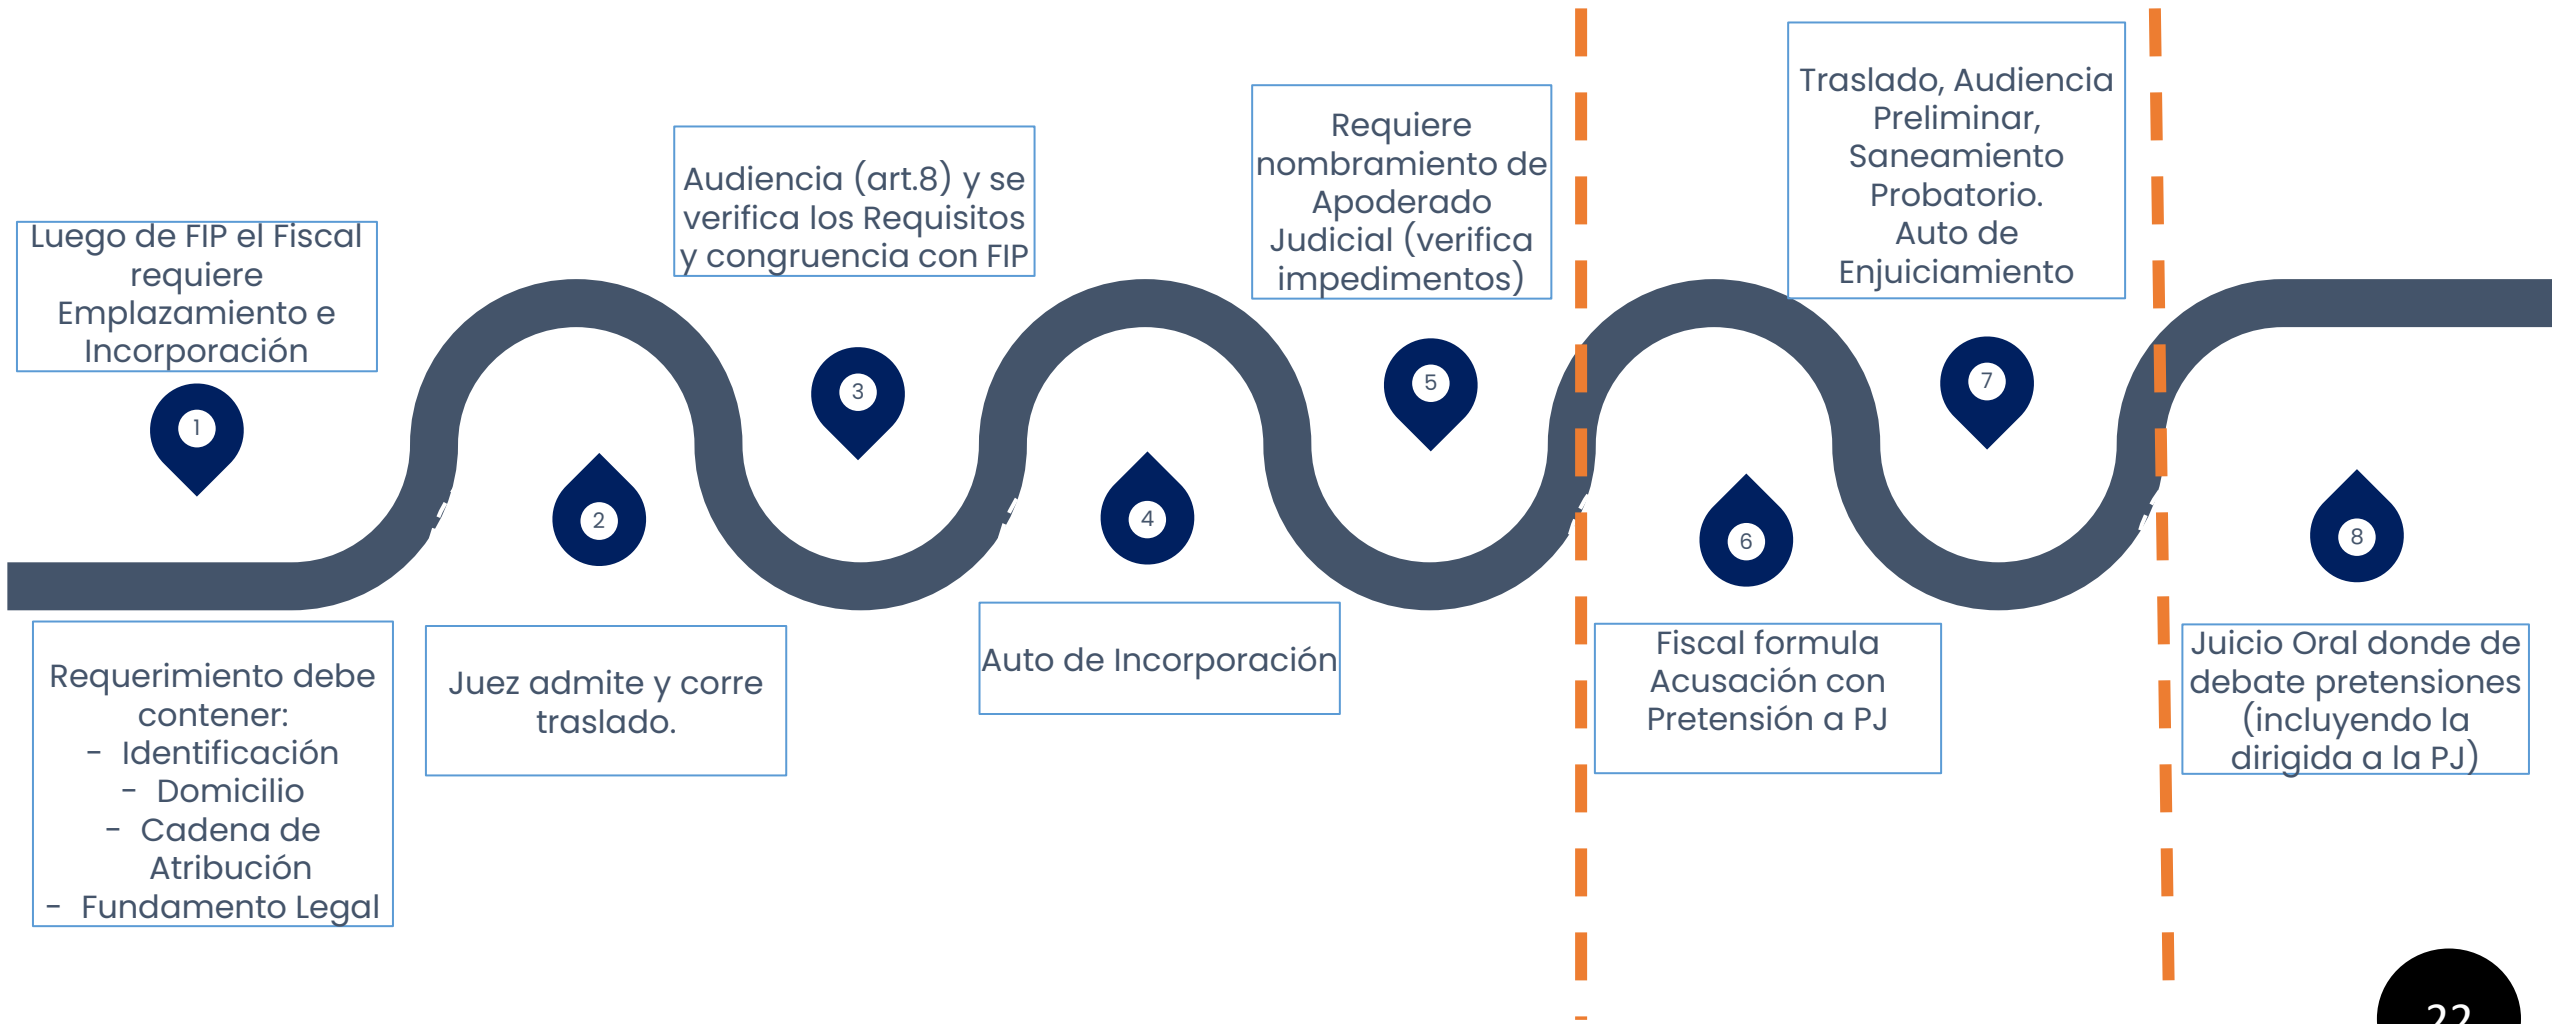 Luego de FIP el Fiscal
requiere
Emplazamiento e
Incorporación
1
Requerimiento debe
contener:
- Identificación
- Domicilio
- Cadena de
Atribución
- Fundamento Legal
2
Juez admite y corre
traslado.
Audiencia (art.8) y se
verifica los Requisitos
y congruencia con FIP
3
4
Auto de Incorporación
Requiere
nombramiento de
Apoderado
Judicial (verifica
impedimentos)
5
6
Fiscal formula
Acusación con
Pretensión a PJ
Traslado, Audiencia
Preliminar,
Saneamiento
Probatorio.
Auto de
Enjuiciamiento
7
8
Juicio Oral donde de
debate pretensiones
(incluyendo la
dirigida a la PJ)
22